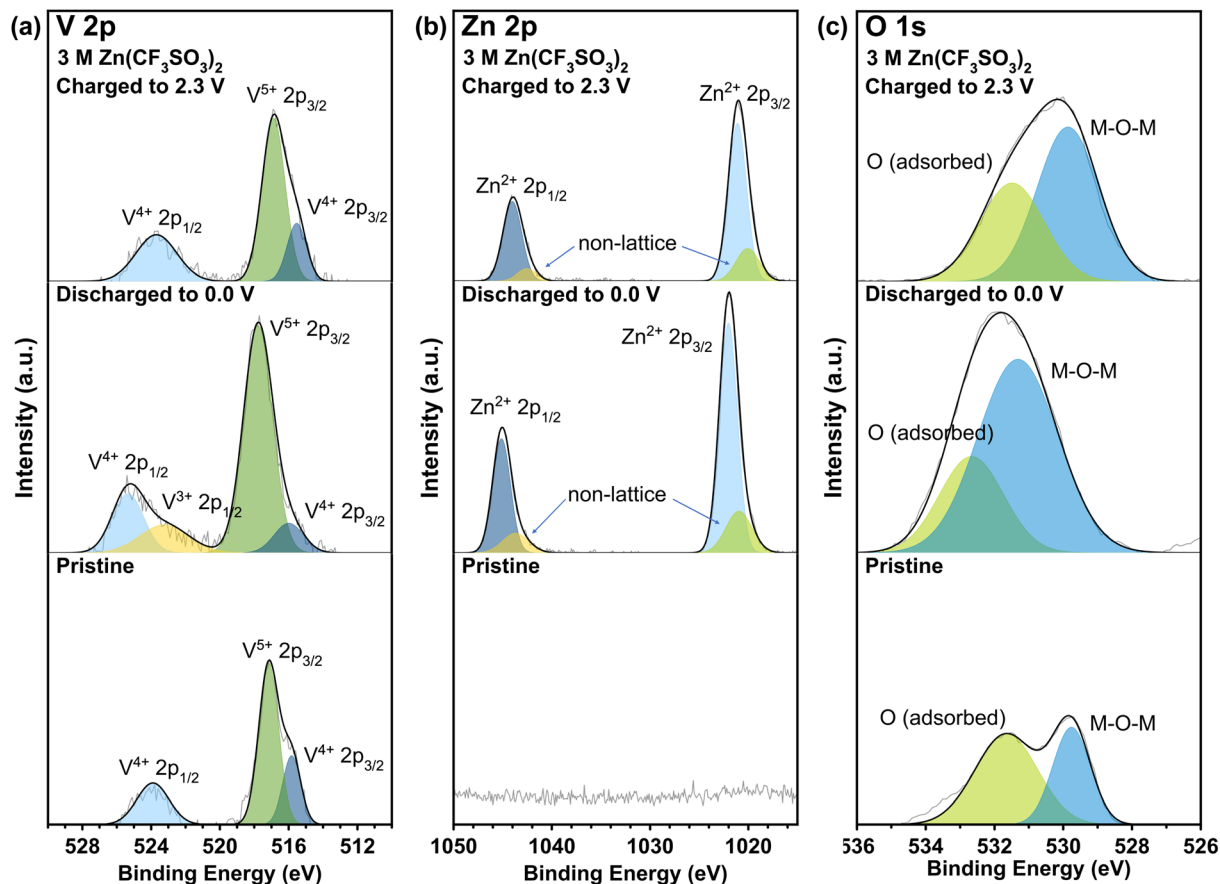 (a) V 2p
3 M Zn(CF₃SO₃)₂
Charged to 2.3 V
V⁵⁺ 2p₃/₂
V⁴⁺ 2p₁/₂
V⁴⁺ 2p₃/₂
Discharged to 0.0 V
V⁵⁺ 2p₃/₂
V⁴⁺ 2p₁/₂
V³⁺ 2p₁/₂
V⁴⁺ 2p₃/₂
Pristine
V⁵⁺ 2p₃/₂
V⁴⁺ 2p₁/₂
V⁴⁺ 2p₃/₂
Intensity (a.u.)
528 524 520 516 510
Binding Energy (eV)
(b) Zn 2p
3 M Zn(CF₃SO₃)₂
Charged to 2.3 V
Zn²⁺ 2p₃/₂
Zn²⁺ 2p₁/₂
non-lattice
Discharged to 0.0 V
Zn²⁺ 2p₃/₂
Zn²⁺ 2p₁/₂
non-lattice
Pristine
Intensity (a.u.)
1050 1040 1030 1020
Binding Energy (eV)
(c) O 1s
3 M Zn(CF₃SO₃)₂
Charged to 2.3 V
M-O-M
O (adsorbed)
Discharged to 0.0 V
M-O-M
O (adsorbed)
Pristine
O (adsorbed)
M-O-M
Intensity (a.u.)
536 534 532 530 528 526
Binding Energy (eV)